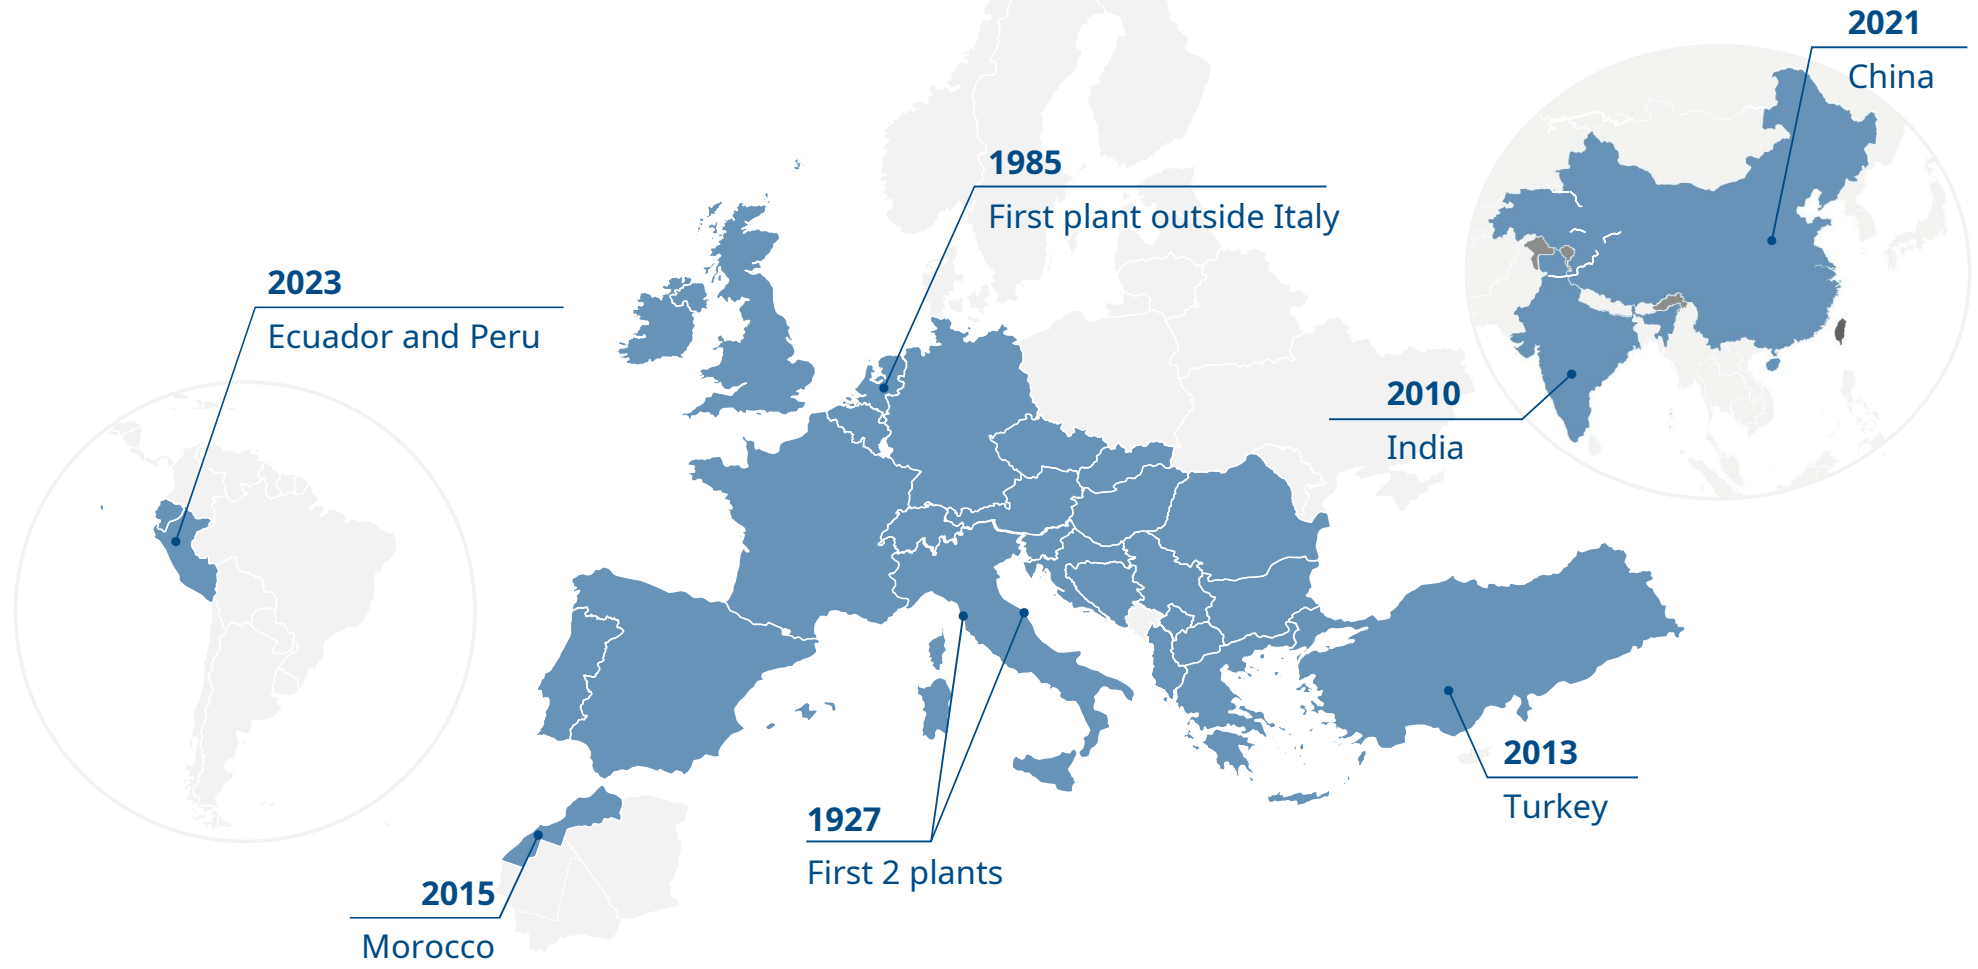 2021
China
1985
First plant outside Italy
2023
Ecuador and Peru
2010
India
2013
Turkey
1927
First 2 plants
2015
Morocco